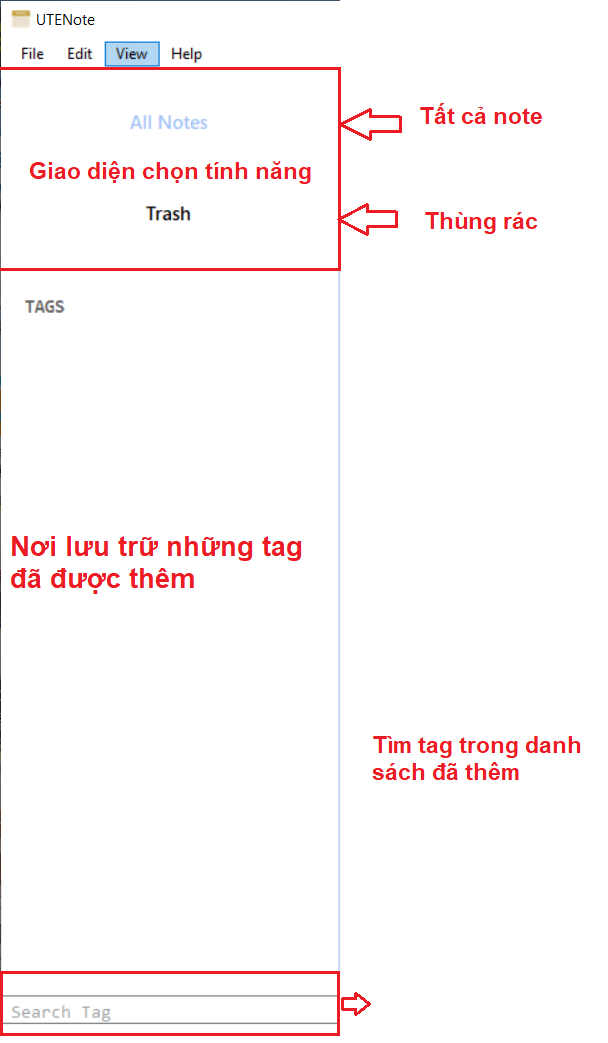 UTENote
File Edit View Help
All Notes
Tất cả note
Giao diện chọn tính năng
Trash
Thùng rác
TAGS
Nơi lưu trữ những tag
đã được thêm
Tìm tag trong danh
sách đã thêm
Search Tag